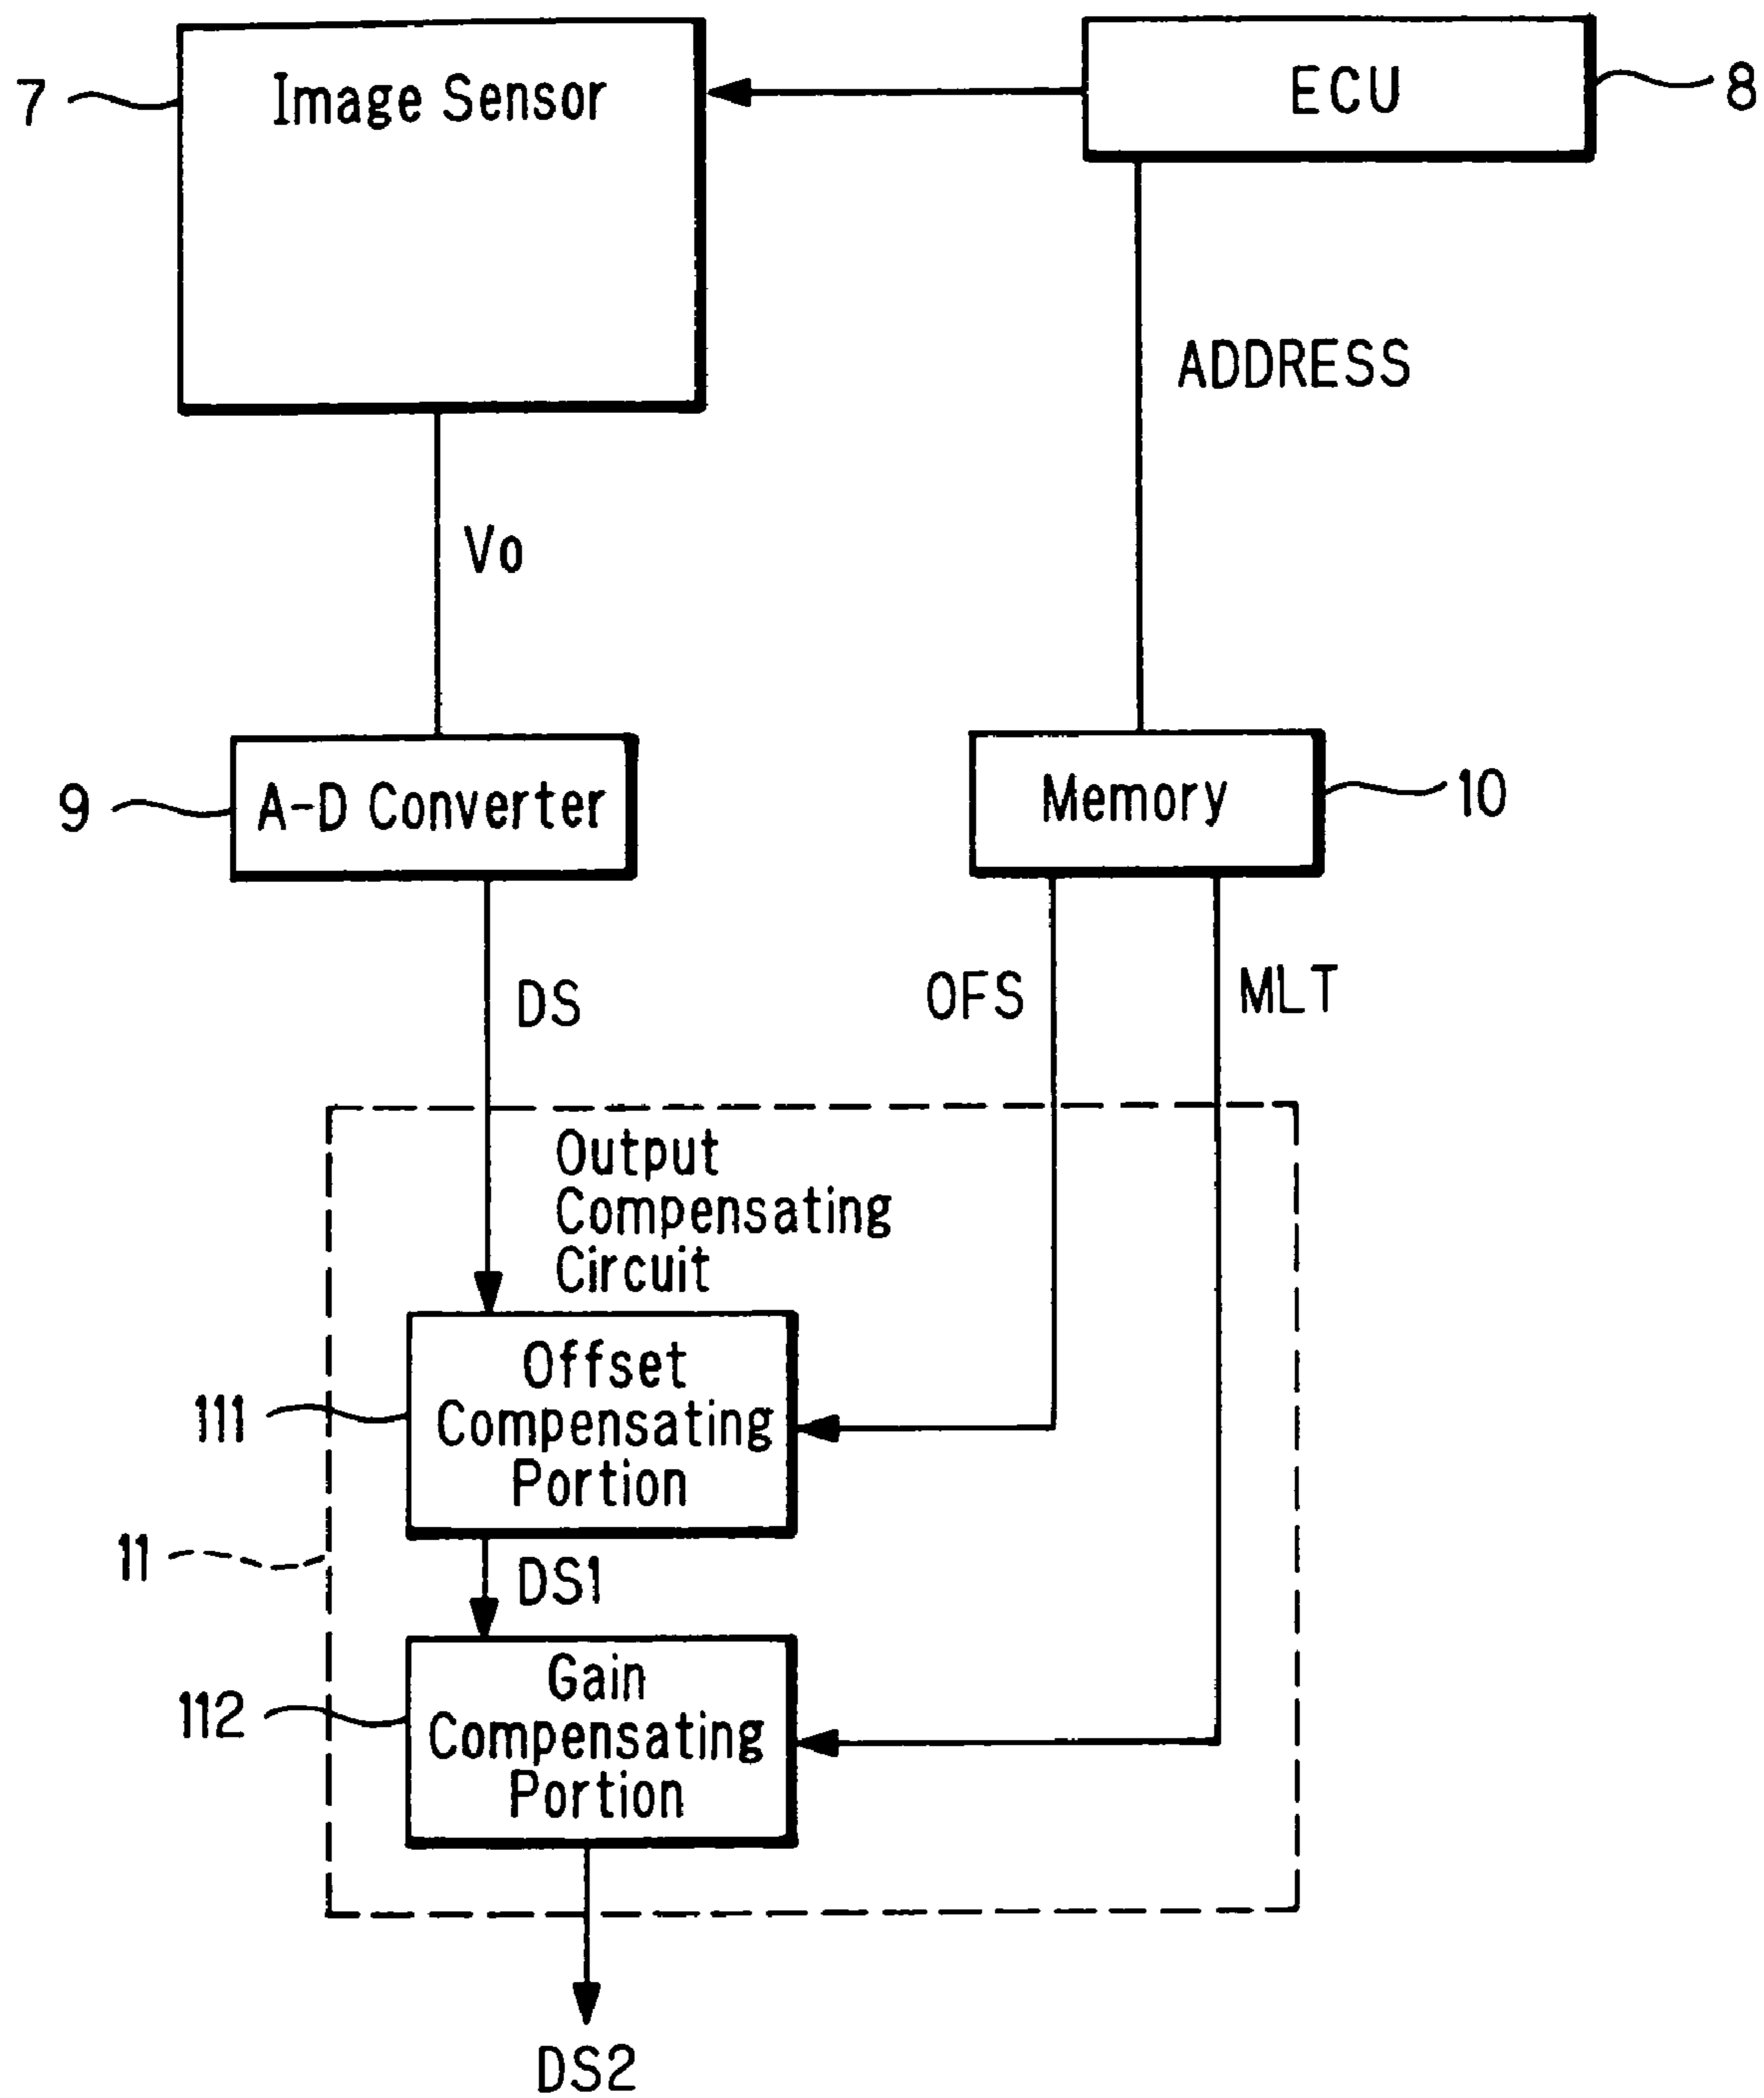 7
Image Sensor
ECU
8
ADDRESS
Vo
9
A-D Converter
Memory
10
DS
OFS
MLT
Output
Compensating
Circuit
111
Offset
Compensating
Portion
11
DS1
112
Gain
Compensating
Portion
DS2